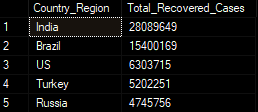 Country_Region Total_Recovered_Cases
1 India 28089649
2 Brazil 15400169
3 US 6303715
4 Turkey 5202251
5 Russia 4745756